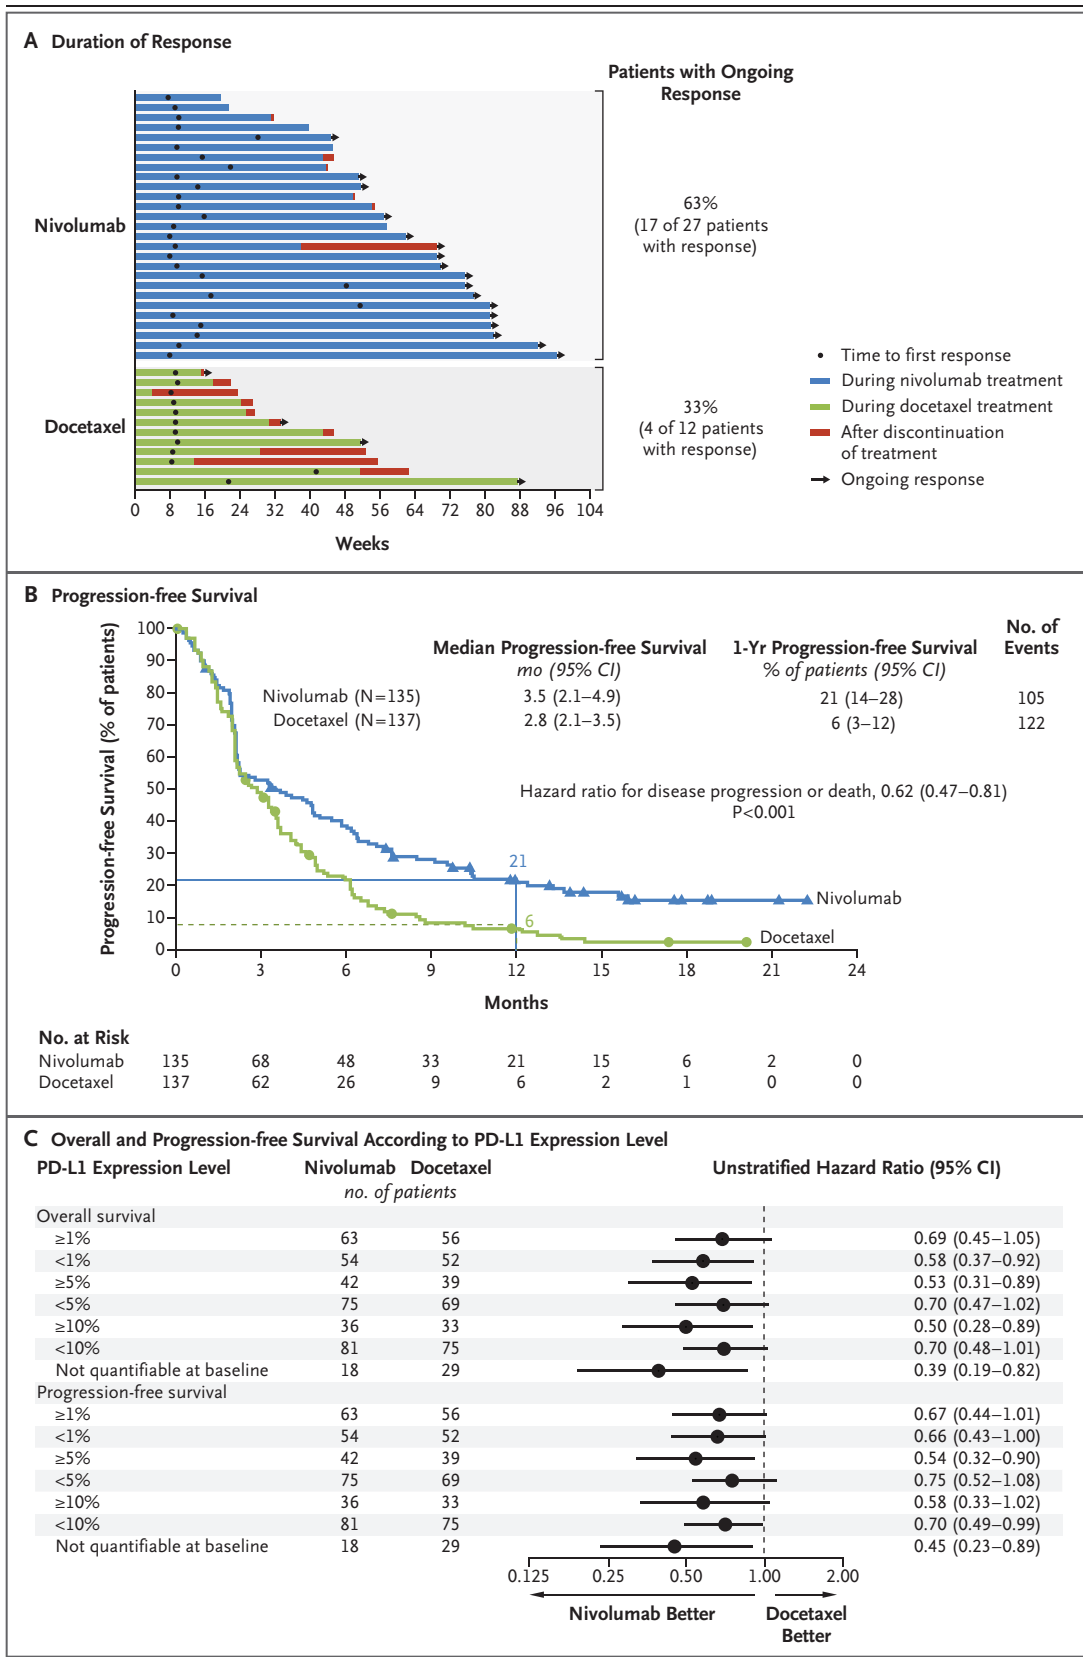 A Duration of Response
Patients with Ongoing
Response
Nivolumab
63%
(17 of 27 patients
with response)
Docetaxel
33%
(4 of 12 patients
with response)
Time to first response
During nivolumab treatment
During docetaxel treatment
After discontinuation
of treatment
Ongoing response
0 8 16 24 32 40 48 56 64 72 80 88 96 104
Weeks
B Progression-free Survival
Progression-free Survival (% of patients)
100
90
80
70
60
50
40
30
20
10
0
Median Progression-free Survival
mo (95% CI)
1-Yr Progression-free Survival
% of patients (95% CI)
No. of
Events
Nivolumab (N=135) 3.5 (2.1–4.9) 21 (14–28) 105
Docetaxel (N=137) 2.8 (2.1–3.5) 6 (3–12) 122
Hazard ratio for disease progression or death, 0.62 (0.47–0.81)
P<0.001
21
6
Nivolumab
Docetaxel
0 3 6 9 12 15 18 21 24
Months
No. at Risk
Nivolumab 135 68 48 33 21 15 6 2 0
Docetaxel 137 62 26 9 6 2 1 0 0
C Overall and Progression-free Survival According to PD-L1 Expression Level
PD-L1 Expression Level Nivolumab Docetaxel Unstratified Hazard Ratio (95% CI)
no. of patients
Overall survival
≥1% 63 56 0.69 (0.45–1.05)
<1% 54 52 0.58 (0.37–0.92)
≥5% 42 39 0.53 (0.31–0.89)
<5% 75 69 0.70 (0.47–1.02)
≥10% 36 33 0.50 (0.28–0.89)
<10% 81 75 0.70 (0.48–1.01)
Not quantifiable at baseline 18 29 0.39 (0.19–0.82)
Progression-free survival
≥1% 63 56 0.67 (0.44–1.01)
<1% 54 52 0.66 (0.43–1.00)
≥5% 42 39 0.54 (0.32–0.90)
<5% 75 69 0.75 (0.52–1.08)
≥10% 36 33 0.58 (0.33–1.02)
<10% 81 75 0.70 (0.49–0.99)
Not quantifiable at baseline 18 29 0.45 (0.23–0.89)
0.125 0.25 0.50 1.00 2.00
Nivolumab Better
Docetaxel
Better